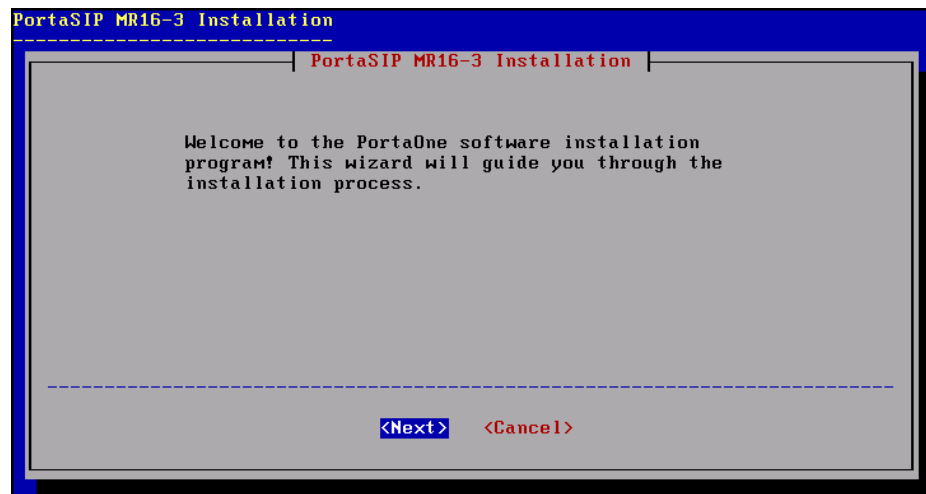 PortaSIP MR16-3 Installation
----------------------------
PortaSIP MR16-3 Installation
Welcome to the PortaOne software installation
program! This wizard will guide you through the
installation process.
<Next> <Cancel>